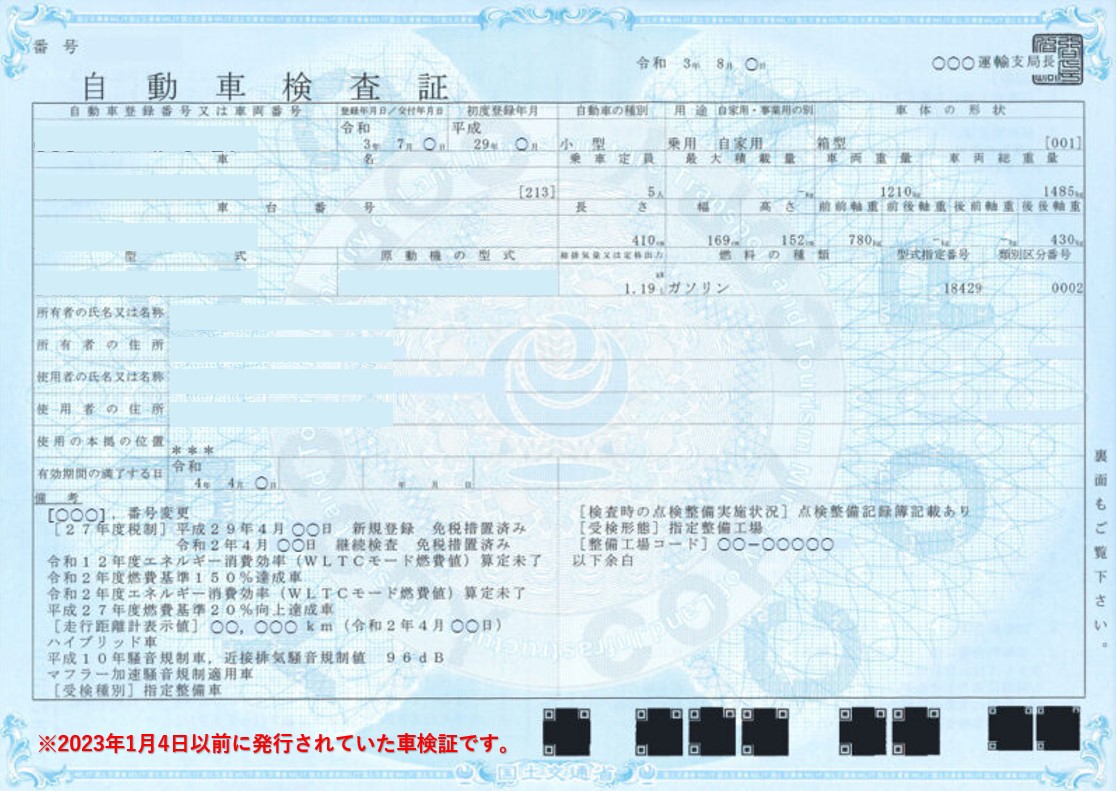 番号
令和 3年 8月 ○日
○○○運輸支局長
自動車検査証
自動車登録番号又は車両番号 登録年月日/交付年月日 初度登録年月 自動車の種別 用途 自家用・事業用の別 車体の形状
令和 3年 7月 ○日 平成 29年 ○月 小型 乗用 自家用 箱型 [001]
車名 乗車定員 最大積載量 車両重量 車両総重量
[213] 5人 -kg 1210kg 1485kg
車台番号 長さ 幅 高さ 前前軸重 前後軸重 後前軸重 後後軸重
410cm 169cm 152cm 780kg -kg -kg 430kg
型式 原動機の型式 総排気量又は定格出力 燃料の種類 型式指定番号 類別区分番号
1.19 kW L ガソリン 18429 0002
所有者の氏名又は名称
所有者の住所
使用者の氏名又は名称
使用者の住所
使用の本拠の位置 ***
有効期間の満了する日 令和 4年 4月 ○日 年 月 日
備考
[○○○],番号変更
[27年度税制]平成29年4月○○日 新規登録 免税措置済み
令和2年4月○○日 継続検査 免税措置済み
令和12年度エネルギー消費効率(WLTCモード燃費値)算定未了
令和2年度燃費基準150%達成車
令和2年度エネルギー消費効率(WLTCモード燃費値)算定未了
平成27年度燃費基準20%向上達成車
[走行距離計表示値]○○,○○○km(令和2年4月○○日)
ハイブリッド車
平成10年騒音規制車,近接排気騒音規制値 96dB
マフラー加速騒音規制適用車
[受検種別]指定整備車
[検査時の点検整備実施状況]点検整備記録簿記載あり
[受検形態]指定整備工場
[整備工場コード]○○-○○○○○
以下余白
裏面もご覧下さい。
※2023年1月4日以前に発行されていた車検証です。
国土交通省